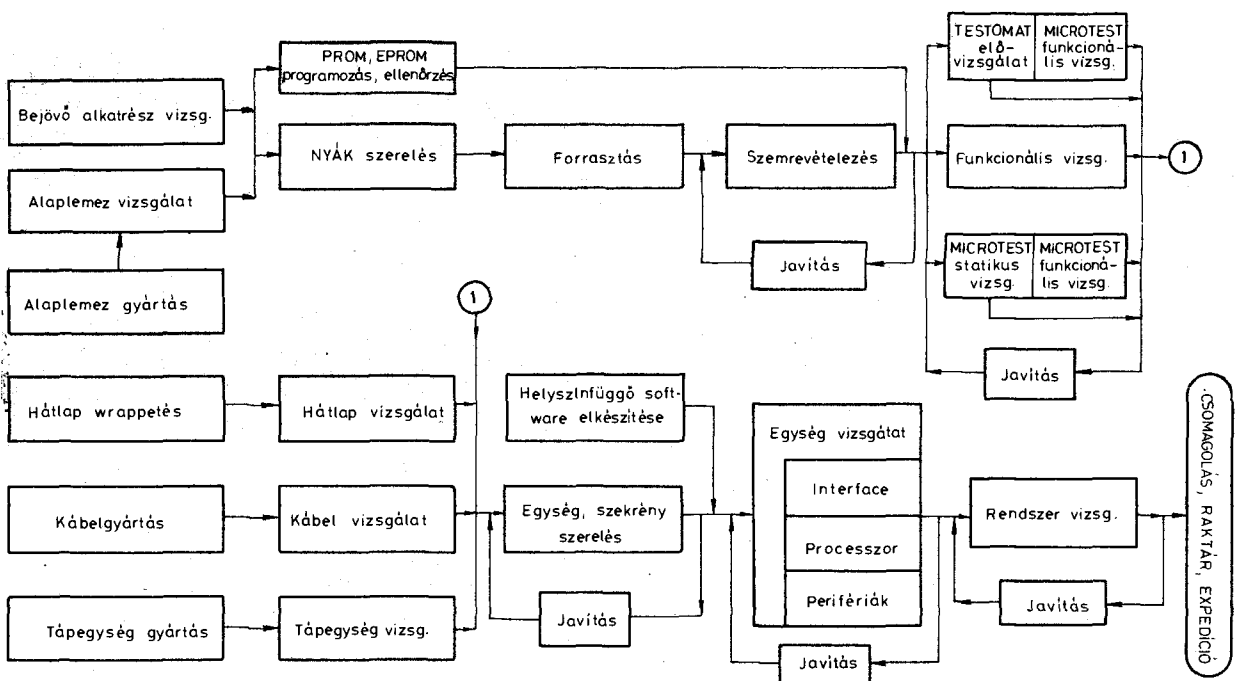 PROM, EPROM
programozás, ellenőrzés
TESTOMAT
elő-
vizsgálat
MICROTEST
funkcioná-
lis vizsg.
Bejövő alkatrész vizsg.
NYÁK szerelés
Forrasztás
Szemrevételezés
Funkcionális vizsg.
1
Alaplemez vizsgálat
Javítás
MICROTEST
statikus
vizsg.
MICROTEST
funkcioná-
lis vizsg.
Alaplemez gyártás
1
Javítás
Hátlap wrappetés
Hátlap vizsgálat
Helyszínfüggő soft-
ware elkészítése
Egység vizsgátat
Interface
Processzor
Perifériák
Kábelgyártás
Kábel vizsgálat
Egység, szekrény
szerelés
Rendszer vizsg.
Javítás
Javítás
Tápegység gyártás
Tápegység vizsg.
Javítás
CSOMAGOLÁS, RAKTÁR, EXPEDÍCIÓ